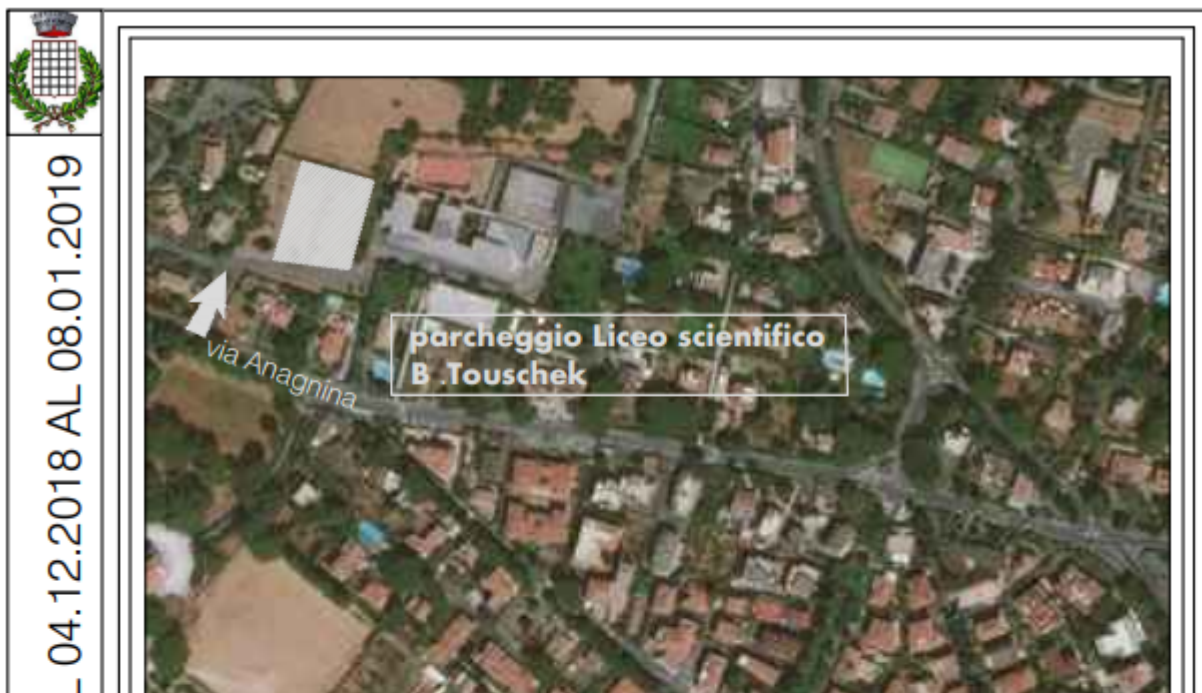 L 04.12.2018 AL 08.01.2019
parcheggio Liceo scientifico
B .Touschek
via Anagnina